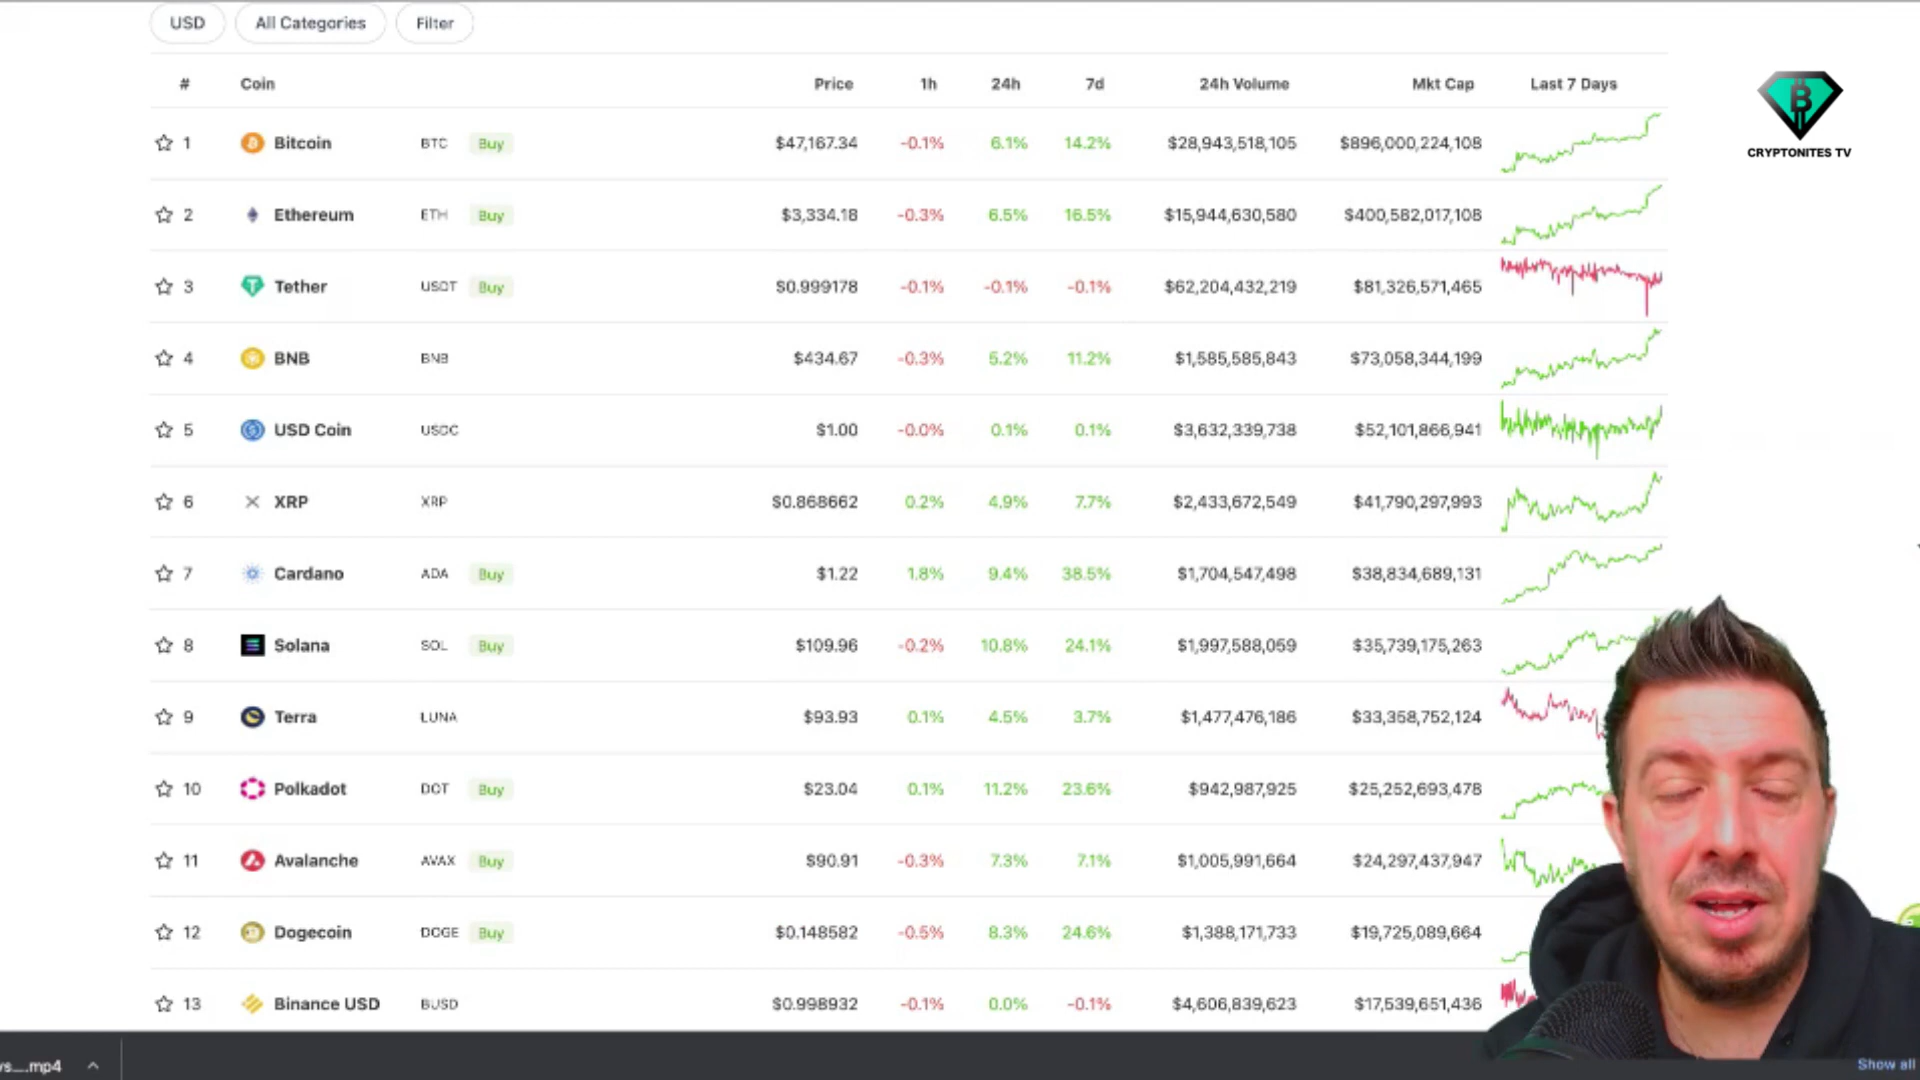 USD All Categories Filter
# Coin Price 1h 24h 7d 24h Volume Mkt Cap Last 7 Days
1 Bitcoin BTC Buy $47,167.34 -0.1% 6.1% 14.2% $28,943,518,105 $896,000,224,108
CRYPTONITES TV
2 Ethereum ETH Buy $3,334.18 -0.3% 6.5% 16.5% $15,944,630,580 $400,582,017,108
3 Tether USDT Buy $0.999178 -0.1% -0.1% -0.1% $62,204,432,219 $81,326,571,465
4 BNB BNB $434.67 -0.3% 5.2% 11.2% $1,585,585,843 $73,058,344,199
5 USD Coin USDC $1.00 -0.0% 0.1% 0.1% $3,632,339,738 $52,101,866,941
6 XRP XRP $0.868662 0.2% 4.9% 7.7% $2,433,672,549 $41,790,297,993
7 Cardano ADA Buy $1.22 1.8% 9.4% 38.5% $1,704,547,498 $38,834,689,131
8 Solana SOL Buy $109.96 -0.2% 10.8% 24.1% $1,997,588,059 $35,739,175,263
9 Terra LUNA $93.93 0.1% 4.5% 3.7% $1,477,476,186 $33,358,752,124
10 Polkadot DOT Buy $23.04 0.1% 11.2% 23.6% $942,987,925 $25,252,693,478
11 Avalanche AVAX Buy $90.91 -0.3% 7.3% 7.1% $1,005,991,664 $24,297,437,947
12 Dogecoin DOGE Buy $0.148582 -0.5% 8.3% 24.6% $1,388,171,733 $19,725,089,664
13 Binance USD BUSD $0.998932 -0.1% 0.0% -0.1% $4,606,839,623 $17,539,651,436
ys....mp4 Show all